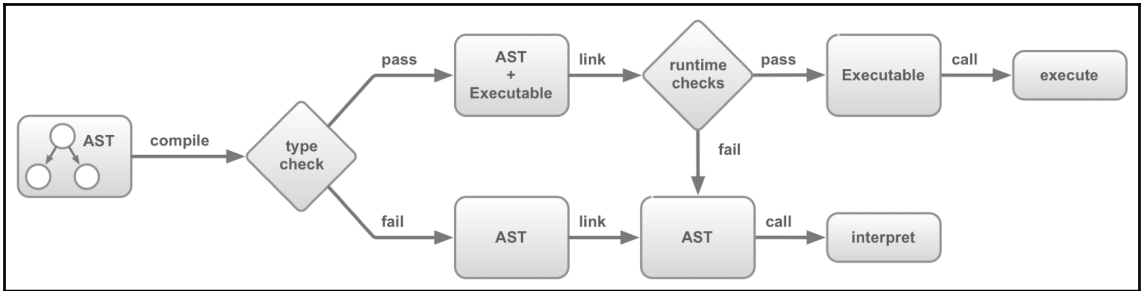 AST
compile
type
check
pass
AST
+
Executable
link
runtime
checks
pass
Executable
call
execute
fail
fail
AST
link
AST
call
interpret